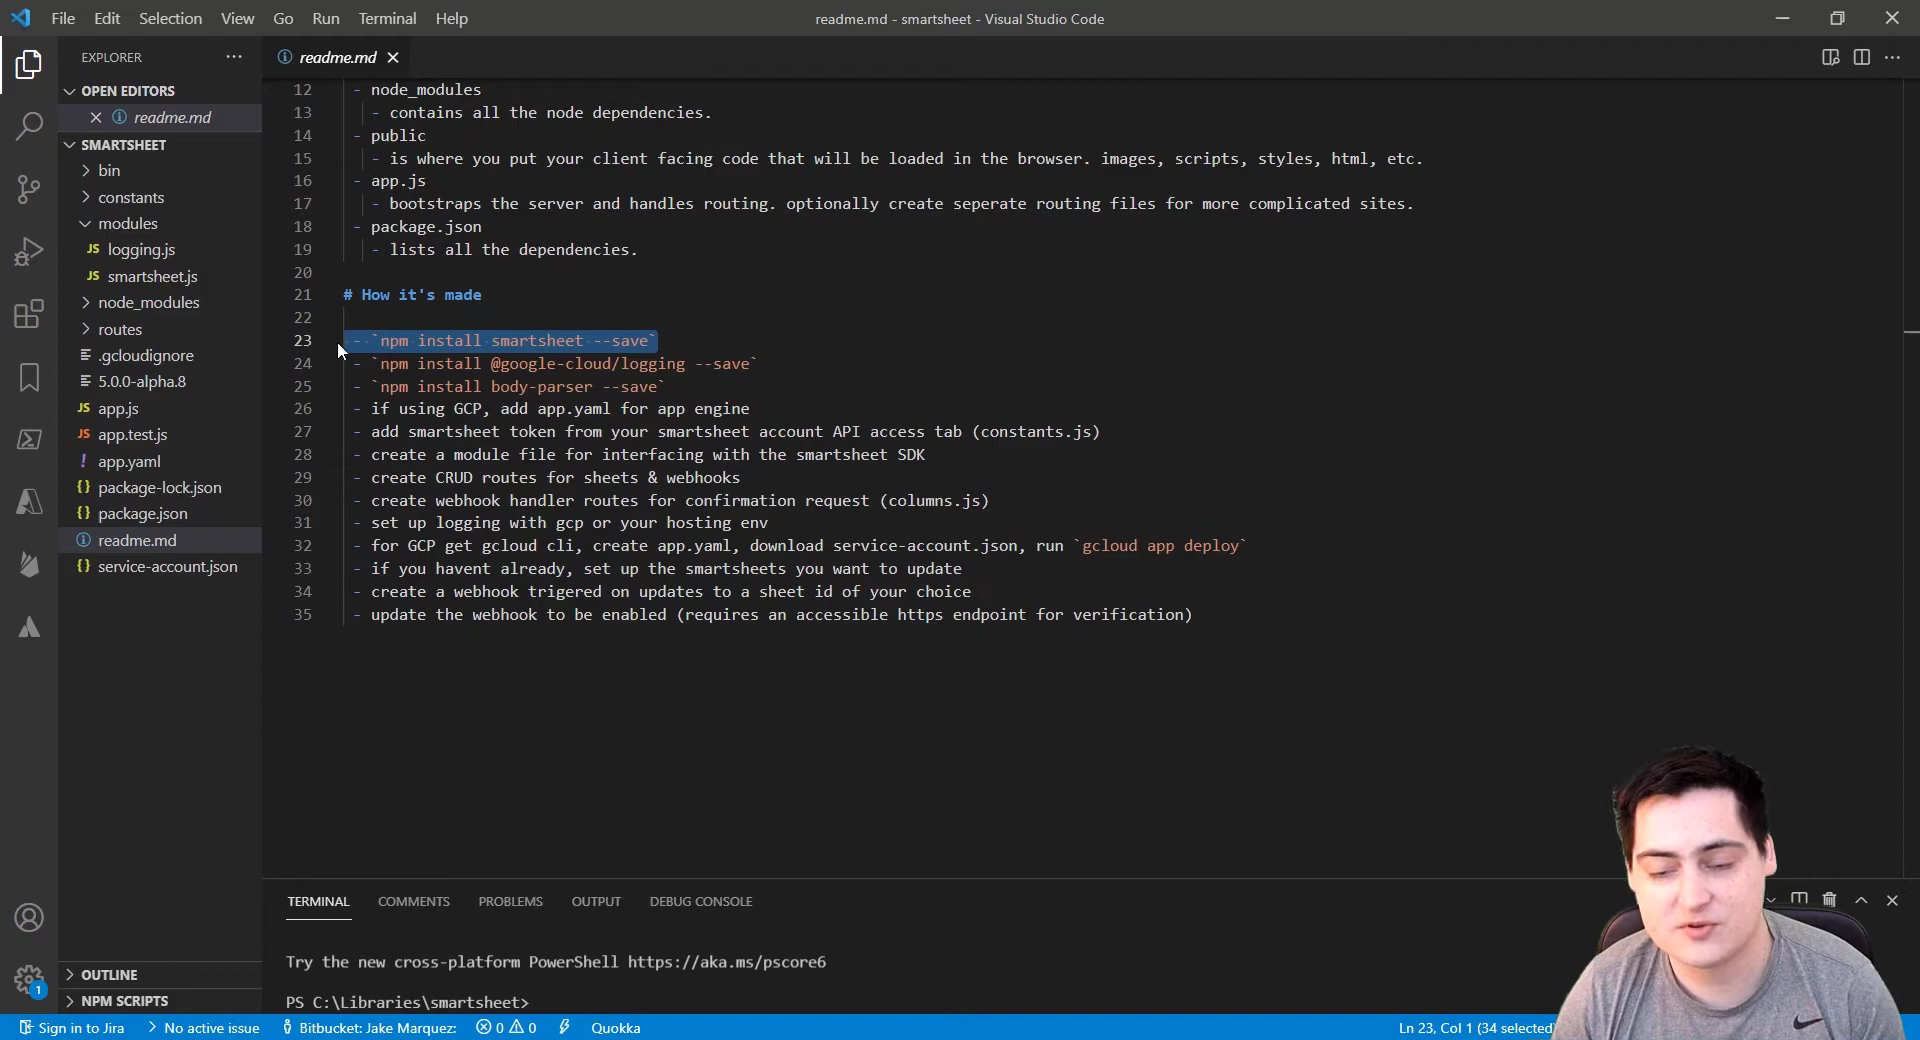 File Edit Selection View Go Run Terminal Help
readme.md - smartsheet - Visual Studio Code
EXPLORER
readme.md
OPEN EDITORS
readme.md
SMARTSHEET
bin
constants
modules
JS logging.js
JS smartsheet.js
node_modules
routes
.gcloudignore
5.0.0-alpha.8
JS app.js
JS app.test.js
! app.yaml
{} package-lock.json
{} package.json
readme.md
{} service-account.json
OUTLINE
NPM SCRIPTS
12 - node_modules
13 - contains all the node dependencies.
14 - public
15 - is where you put your client facing code that will be loaded in the browser. images, scripts, styles, html, etc.
16 - app.js
17 - bootstraps the server and handles routing. optionally create seperate routing files for more complicated sites.
18 - package.json
19 - lists all the dependencies.
20
21 # How it's made
22
23 - `npm install smartsheet --save`
24 - `npm install @google-cloud/logging --save`
25 - `npm install body-parser --save`
26 - if using GCP, add app.yaml for app engine
27 - add smartsheet token from your smartsheet account API access tab (constants.js)
28 - create a module file for interfacing with the smartsheet SDK
29 - create CRUD routes for sheets & webhooks
30 - create webhook handler routes for confirmation request (columns.js)
31 - set up logging with gcp or your hosting env
32 - for GCP get gcloud cli, create app.yaml, download service-account.json, run `gcloud app deploy`
33 - if you havent already, set up the smartsheets you want to update
34 - create a webhook trigered on updates to a sheet id of your choice
35 - update the webhook to be enabled (requires an accessible https endpoint for verification)
TERMINAL COMMENTS PROBLEMS OUTPUT DEBUG CONSOLE
Try the new cross-platform PowerShell https://aka.ms/pscore6
PS C:\Libraries\smartsheet>
1
Sign in to Jira No active issue Bitbucket: Jake Marquez: 0 0 Quokka Ln 23, Col 1 (34 selected)